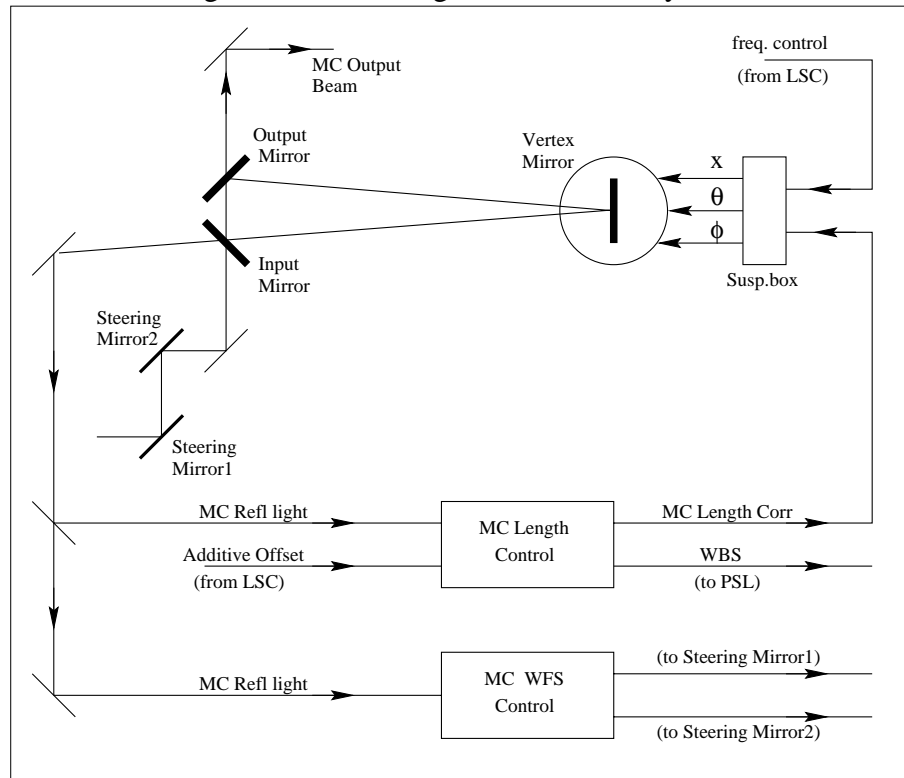 freq. control
(from LSC)
MC Output
Beam
Output
Mirror
Vertex
Mirror
x
θ
ϕ
Susp.box
Input
Mirror
Steering
Mirror2
Steering
Mirror1
MC Refl light
MC Length
Control
MC Length Corr
Additive Offset
(from LSC)
WBS
(to PSL)
MC Refl light
MC WFS
Control
(to Steering Mirror1)
(to Steering Mirror2)